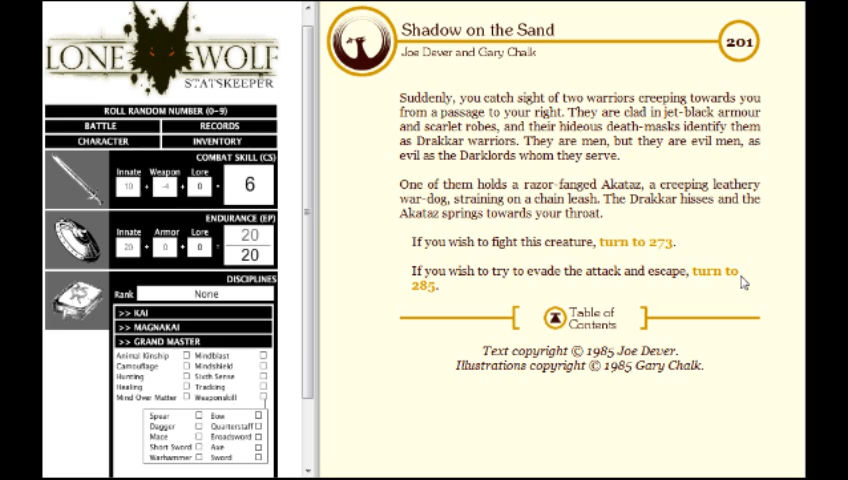 LONE WOLF
STATSKEEPER
ROLL RANDOM NUMBER (0-9)
BATTLE
RECORDS
CHARACTER
INVENTORY
COMBAT SKILL (CS)
Innate Weapon Lore
10 + -4 + 0 = 6
ENDURANCE (EP)
Innate Armor Lore
20 + 0 + 0 = 20
20
DISCIPLINES
Rank None
>> KAI
>> MAGNAKAI
>> GRAND MASTER
Animal Kinship Mindblast
Camouflage Mindshield
Hunting Sixth Sense
Healing Tracking
Mind Over Matter Weaponskill
Spear Bow
Dagger Quarterstaff
Mace Broadsword
Short Sword Axe
Warhammer Sword
Shadow on the Sand
Joe Dever and Gary Chalk
201
Suddenly, you catch sight of two warriors creeping towards you
from a passage to your right. They are clad in jet-black armour
and scarlet robes, and their hideous death-masks identify them
as Drakkar warriors. They are men, but they are evil men, as
evil as the Darklords whom they serve.
One of them holds a razor-fanged Akataz, a creeping leathery
war-dog, straining on a chain leash. The Drakkar hisses and the
Akataz springs towards your throat.
If you wish to fight this creature, turn to 273.
If you wish to try to evade the attack and escape, turn to
285.
Table of
Contents
Text copyright © 1985 Joe Dever.
Illustrations copyright © 1985 Gary Chalk.